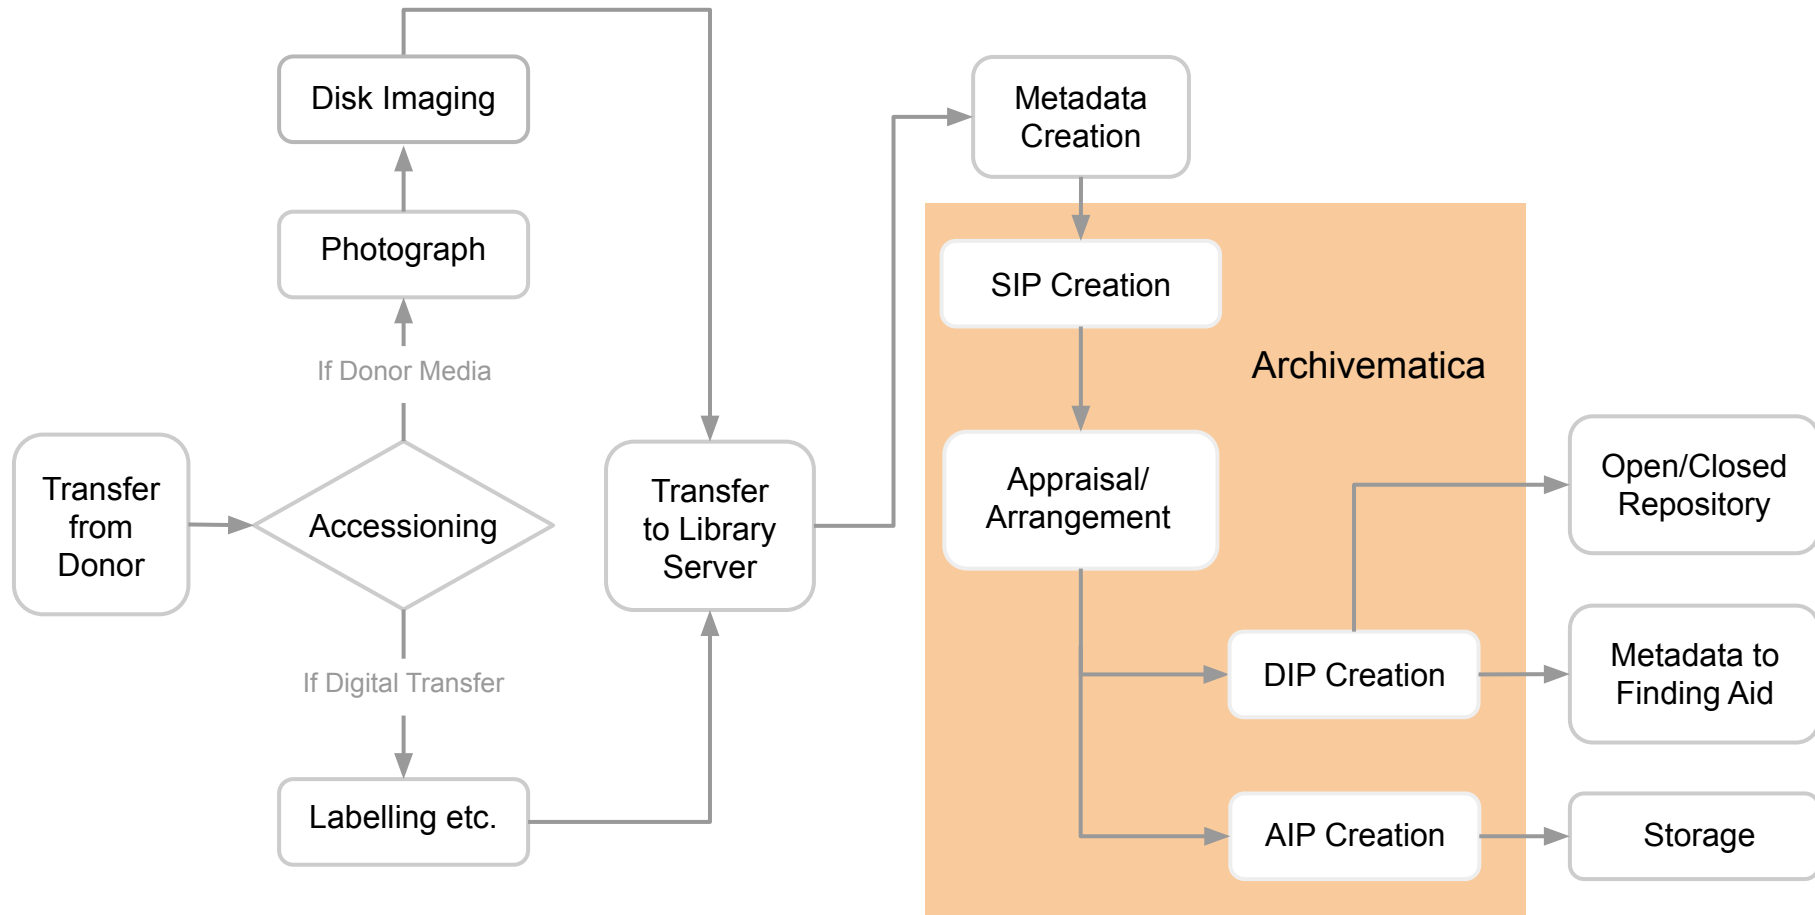 Disk Imaging
Photograph
If Donor Media
Transfer
from
Donor
Accessioning
If Digital Transfer
Labelling etc.
Transfer
to Library
Server
Metadata
Creation
SIP Creation
Archivematica
Appraisal/
Arrangement
DIP Creation
AIP Creation
Open/Closed
Repository
Metadata to
Finding Aid
Storage